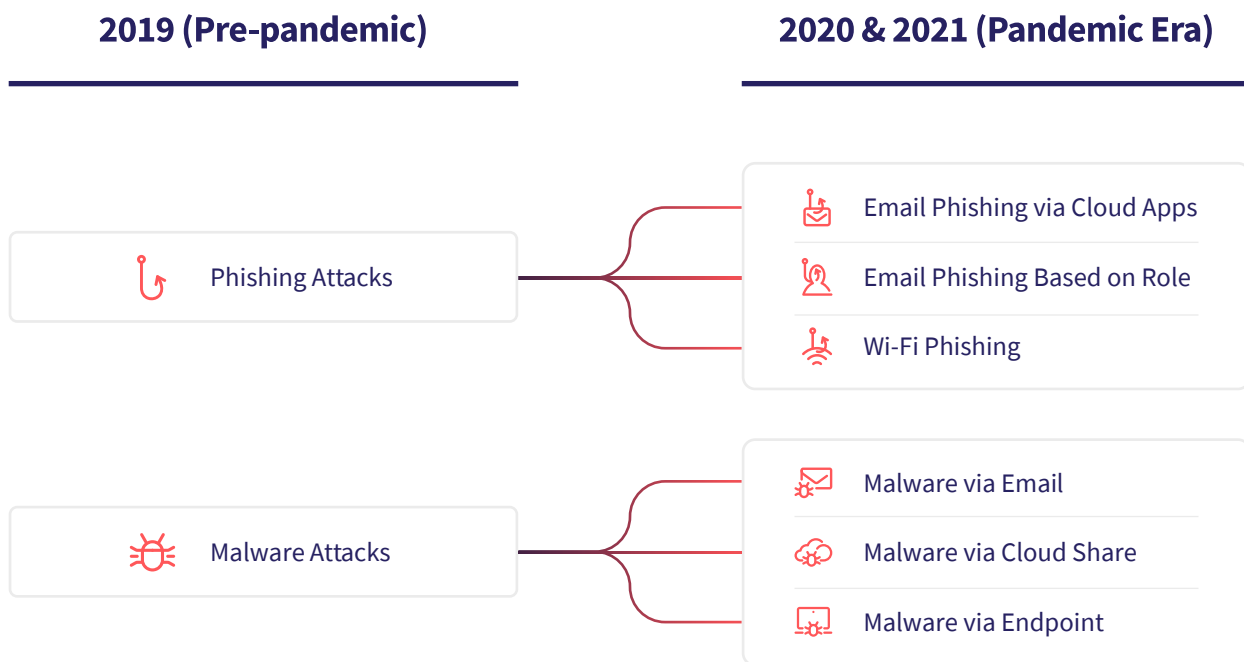 2019 (Pre-pandemic)
2020 & 2021 (Pandemic Era)
Phishing Attacks
Email Phishing via Cloud Apps
Email Phishing Based on Role
Wi-Fi Phishing
Malware Attacks
Malware via Email
Malware via Cloud Share
Malware via Endpoint